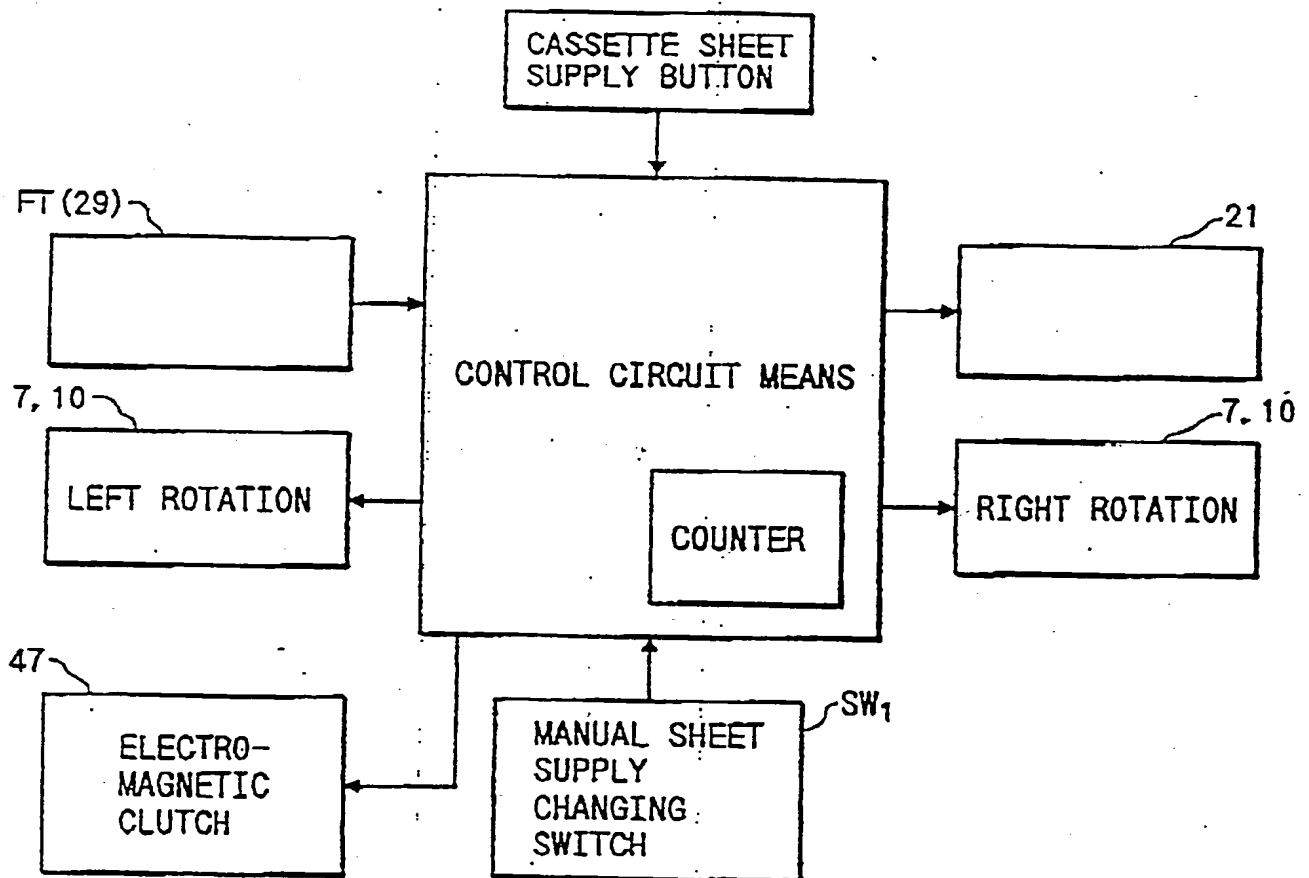 CASSETTE SHEET
SUPPLY BUTTON
FT(29)
21
CONTROL CIRCUIT MEANS
7, 10
LEFT ROTATION
7, 10
RIGHT ROTATION
COUNTER
47
ELECTRO-
MAGNETIC
CLUTCH
SW₁
MANUAL SHEET
SUPPLY
CHANGING
SWITCH